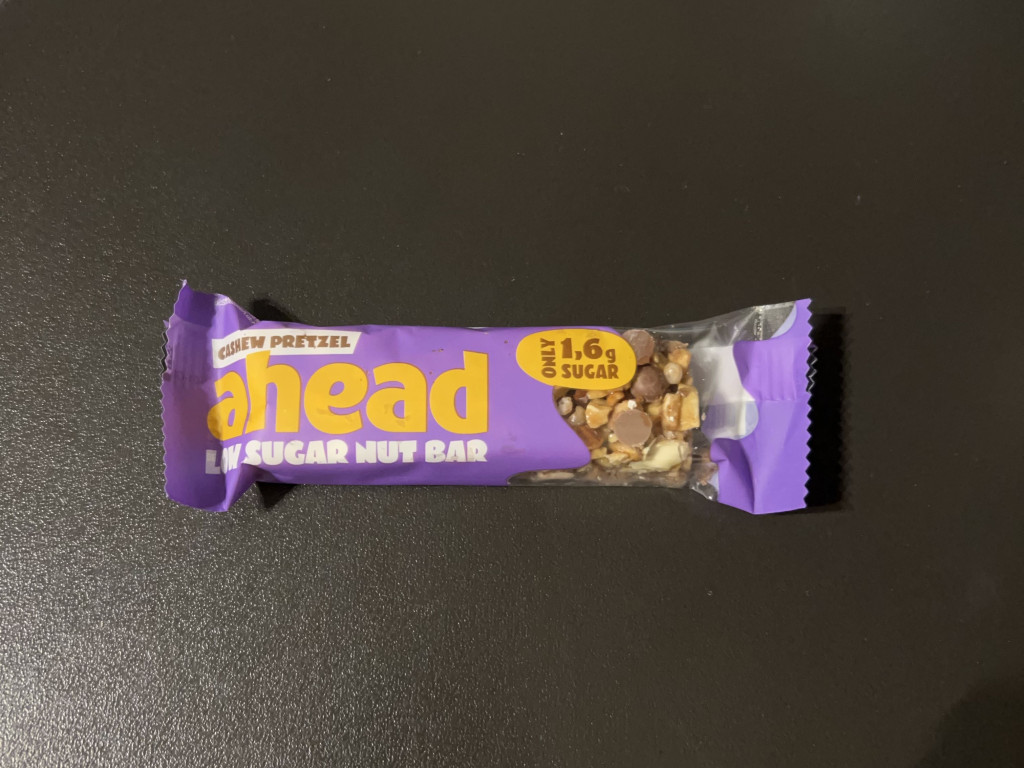 CASHEW PRETZEL
ahead
LOW SUGAR NUT BAR
ONLY
1,6g
SUGAR